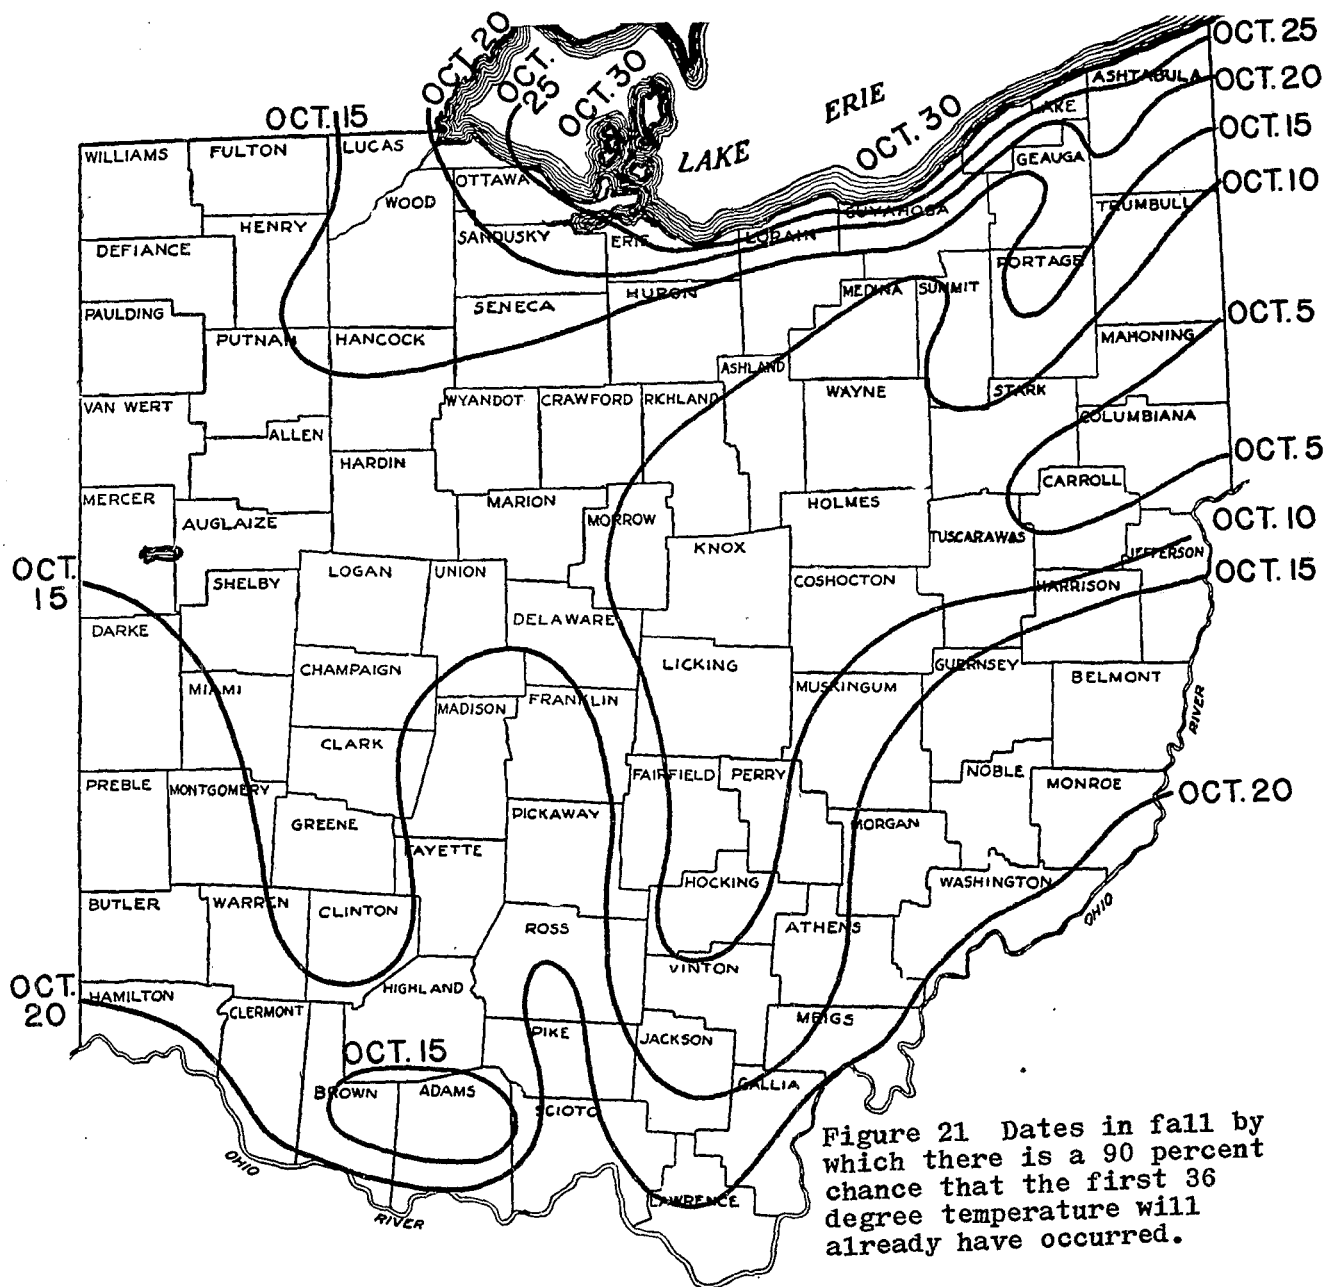 OCT. 20
OCT. 25
OCT. 30
OCT. 25
ERIE
LAKE
OCT. 30
OCT. 20
OCT. 15
OCT. 15
OCT. 10
OCT. 5
OCT. 5
OCT. 10
OCT. 15
OCT. 20
OCT.
15
OCT.
20
OCT. 15
WILLIAMS
FULTON
LUCAS
OTTAWA
WOOD
HENRY
DEFIANCE
SANDUSKY
ERIE
LORAIN
CUYAHOGA
LAKE
ASHTABULA
GEAUGA
TRUMBULL
PORTAGE
PAULDING
PUTNAM
HANCOCK
SENECA
HURON
MEDINA
SUMMIT
MAHONING
VAN WERT
ALLEN
WYANDOT
CRAWFORD
RICHLAND
ASHLAND
WAYNE
STARK
COLUMBIANA
HARDIN
MERCER
AUGLAIZE
MARION
MORROW
HOLMES
CARROLL
TUSCARAWAS
JEFFERSON
KNOX
SHELBY
LOGAN
UNION
COSHOCTON
HARRISON
DARKE
DELAWARE
CHAMPAIGN
LICKING
GUERNSEY
BELMONT
MIAMI
MADISON
FRANKLIN
MUSKINGUM
CLARK
RIVER
PREBLE
MONTGOMERY
FAIRFIELD
PERRY
NOBLE
MONROE
GREENE
PICKAWAY
MORGAN
FAYETTE
HOCKING
WASHINGTON
BUTLER
WARREN
CLINTON
ROSS
ATHENS
OHIO
VINTON
HAMILTON
CLERMONT
HIGHLAND
PIKE
JACKSON
MEIGS
BROWN
ADAMS
SCIOTO
GALLIA
LAWRENCE
OHIO
RIVER
Figure 21 Dates in fall by
which there is a 90 percent
chance that the first 36
degree temperature will
already have occurred.